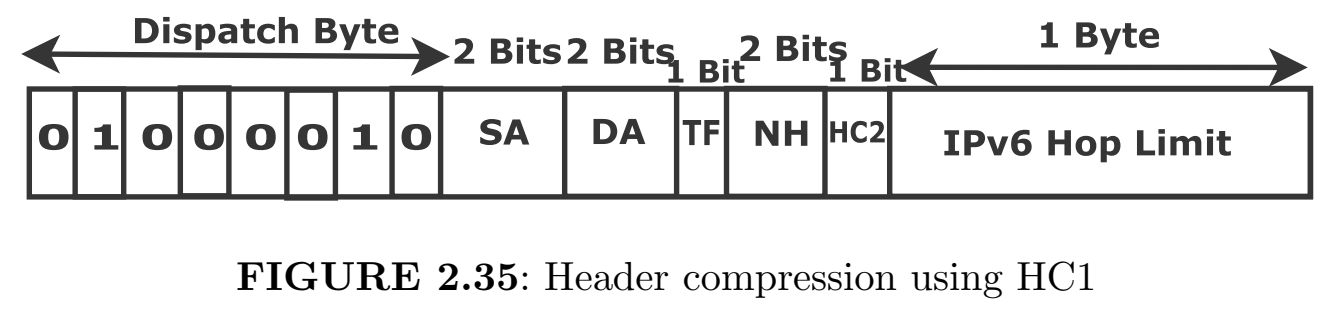 Dispatch Byte 2 Bits 2 Bits 1 Bit 2 Bits 1 Bit 1 Byte
0 1 0 0 0 0 1 0 SA DA TF NH HC2 IPv6 Hop Limit
FIGURE 2.35: Header compression using HC1